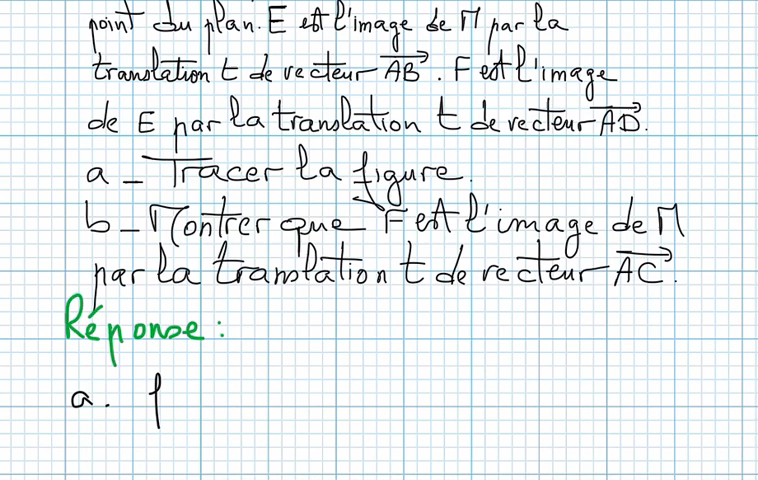 point du plan. E est l'image de M par la
translation t de vecteur AB. F est l'image
de E par la translation t de vecteur AD.
a - Tracer la figure.
b - Montrer que F est l'image de M
par la translation t de vecteur AC.
Réponse :
a. f